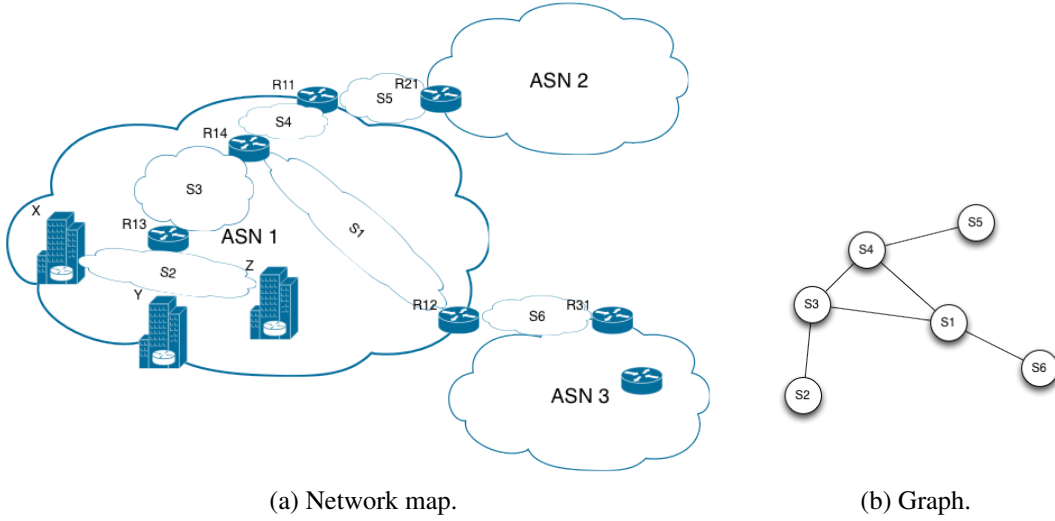 ASN 2
R11
R21
S5
S4
R14
S3
X
R13
ASN 1
S1
S2
Z
Y
R12
S6
R31
ASN 3
(a) Network map.
S5
S4
S3
S1
S6
S2
(b) Graph.